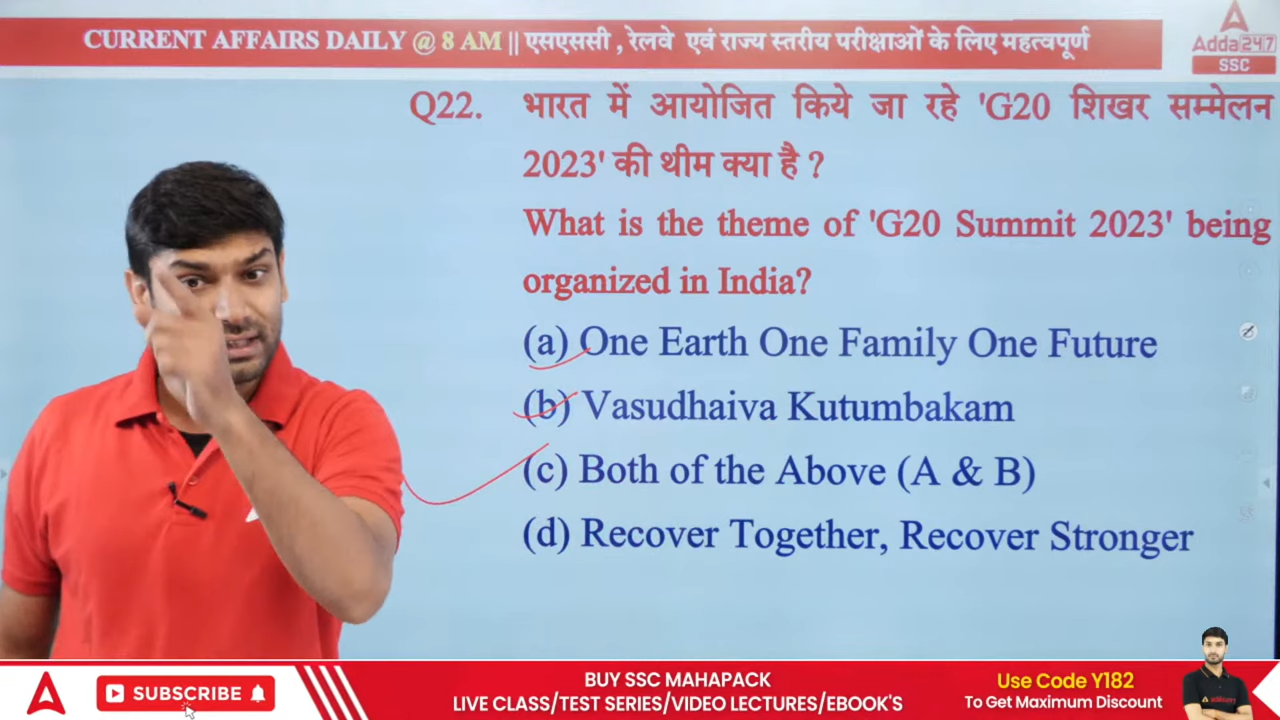 CURRENT AFFAIRS DAILY @ 8 AM || एसएससी , रेलवे एवं राज्य स्तरीय परीक्षाओं के लिए महत्वपूर्ण
Adda 247
SSC
Q22. भारत में आयोजित किये जा रहे 'G20 शिखर सम्मेलन
2023' की थीम क्या है ?
What is the theme of 'G20 Summit 2023' being
organized in India?
(a) One Earth One Family One Future
(b) Vasudhaiva Kutumbakam
(c) Both of the Above (A & B)
(d) Recover Together, Recover Stronger
SUBSCRIBE
BUY SSC MAHAPACK
LIVE CLASS/TEST SERIES/VIDEO LECTURES/EBOOK'S
Use Code Y182
To Get Maximum Discount